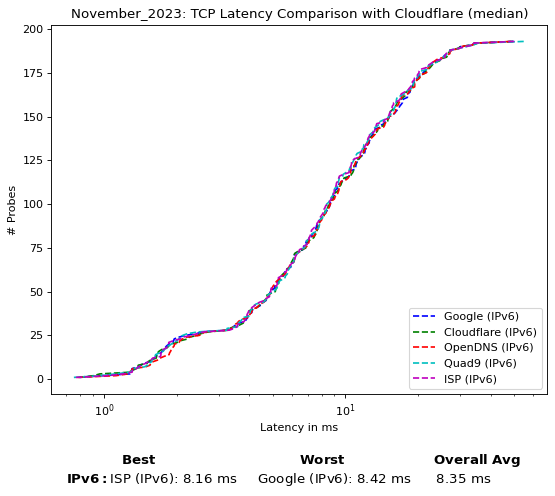 November_2023: TCP Latency Comparison with Cloudflare (median)
200
175
150
125
100
75
50
25
0
# Probes
Google (IPv6)
Cloudflare (IPv6)
OpenDNS (IPv6)
Quad9 (IPv6)
ISP (IPv6)
10⁰ 10¹
Latency in ms
Best Worst Overall Avg
IPv6: ISP (IPv6): 8.16 ms Google (IPv6): 8.42 ms 8.35 ms